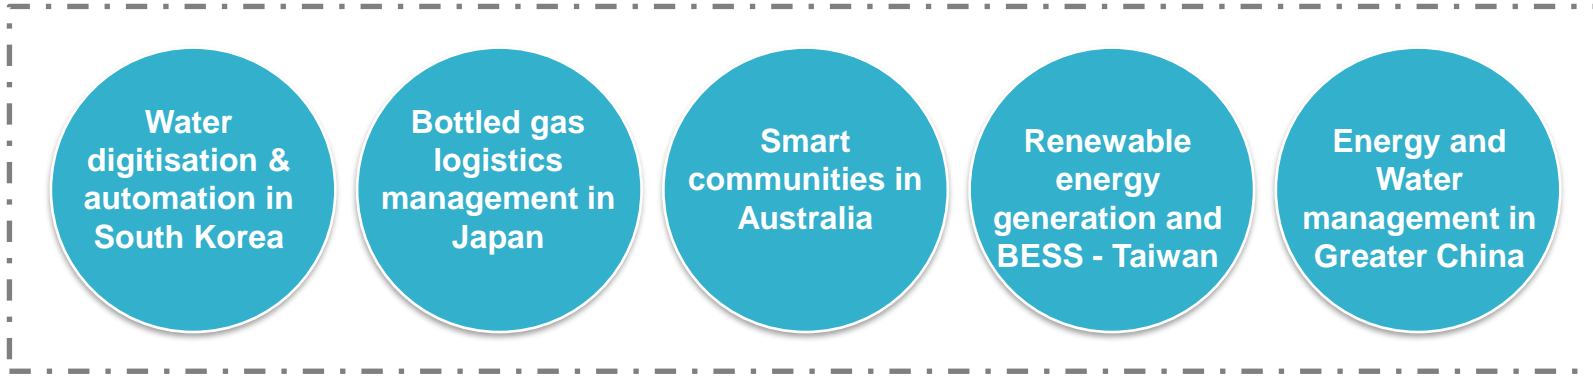 Water
digitisation &
automation in
South Korea
Bottled gas
logistics
management in
Japan
Smart
communities in
Australia
Renewable
energy
generation and
BESS - Taiwan
Energy and
Water
management in
Greater China